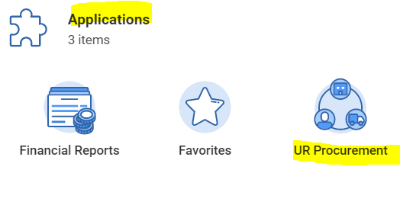 Applications
3 items
Financial Reports
Favorites
UR Procurement